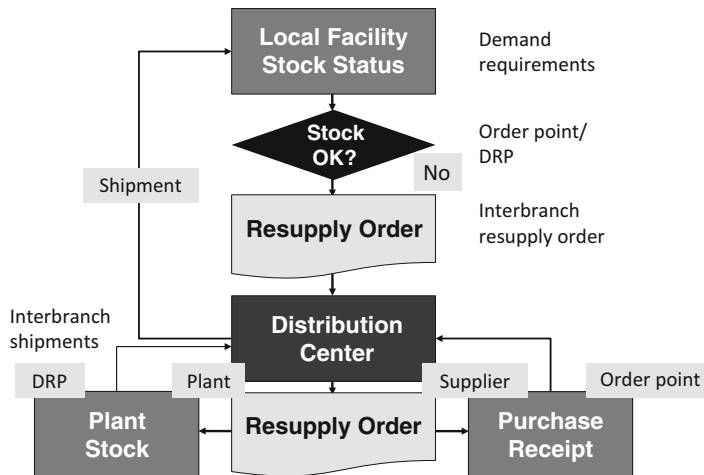 Local Facility
Stock Status
Demand
requirements
Stock
OK?
Order point/
DRP
No
Shipment
Resupply Order
Interbranch
resupply order
Interbranch
shipments
Distribution
Center
DRP
Plant
Supplier
Order point
Plant
Stock
Resupply Order
Purchase
Receipt